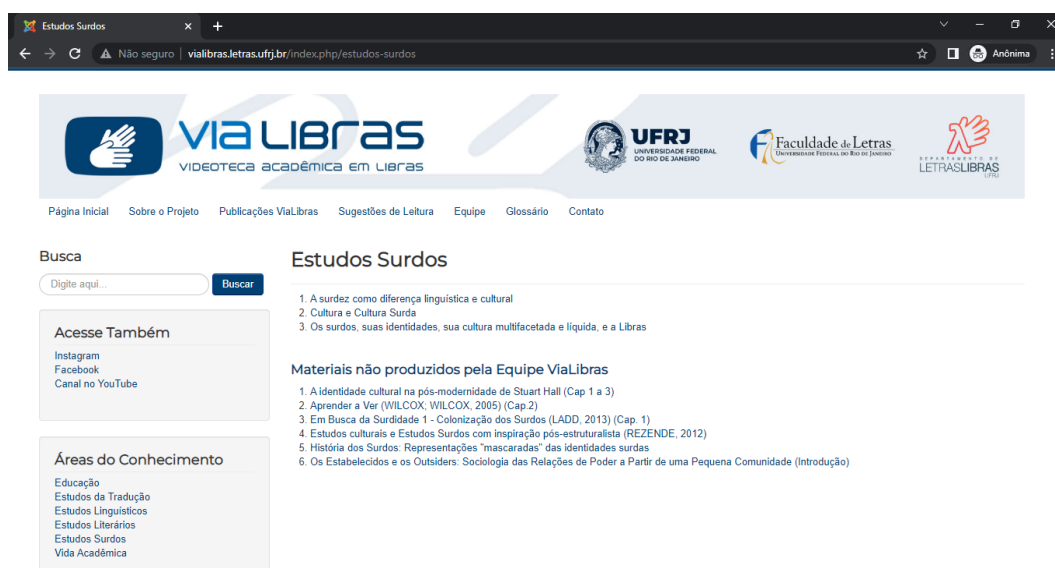 Estudos Surdos
Não seguro | vialibras.letras.ufrj.br/index.php/estudos-surdos
Anônima
VIA LIBRAS
VIDEOTECA ACADÊMICA EM LIBRAS
UFRJ
UNIVERSIDADE FEDERAL
DO RIO DE JANEIRO
Faculdade de Letras
Universidade Federal do Rio de Janeiro
DEPARTAMENTO DE
LETRASLIBRAS
UFRJ
Página Inicial Sobre o Projeto Publicações ViaLibras Sugestões de Leitura Equipe Glossário Contato
Busca
Digite aqui... Buscar
Acesse Também
Instagram
Facebook
Canal no YouTube
Áreas do Conhecimento
Educação
Estudos da Tradução
Estudos Linguísticos
Estudos Literários
Estudos Surdos
Vida Acadêmica
Estudos Surdos
1. A surdez como diferença linguística e cultural
2. Cultura e Cultura Surda
3. Os surdos, suas identidades, sua cultura multifacetada e líquida, e a Libras
Materiais não produzidos pela Equipe ViaLibras
1. A identidade cultural na pós-modernidade de Stuart Hall (Cap 1 a 3)
2. Aprender a Ver (WILCOX; WILCOX, 2005) (Cap.2)
3. Em Busca da Surdidade 1 - Colonização dos Surdos (LADD, 2013) (Cap. 1)
4. Estudos culturais e Estudos Surdos com inspiração pós-estruturalista (REZENDE, 2012)
5. História dos Surdos: Representações "mascaradas" das identidades surdas
6. Os Estabelecidos e os Outsiders: Sociologia das Relações de Poder a Partir de uma Pequena Comunidade (Introdução)